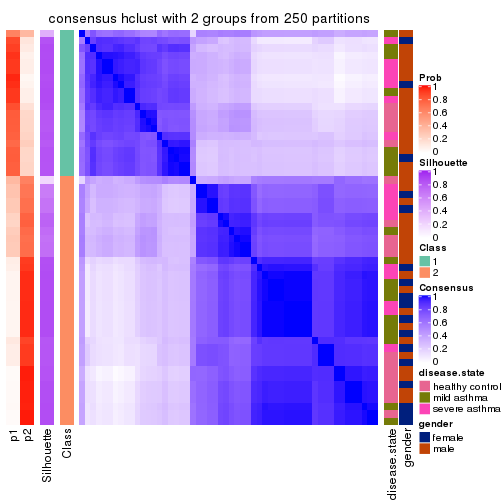 consensus hclust with 2 groups from 250 partitions
Prob
1
0.8
0.6
0.4
0.2
0
Silhouette
1
0.8
0.6
0.4
0.2
0
Class
1
2
Consensus
1
0.8
0.6
0.4
0.2
0
disease.state
healthy control
mild asthma
severe asthma
gender
female
male
p1
p2
Silhouette
Class
disease.state
gender